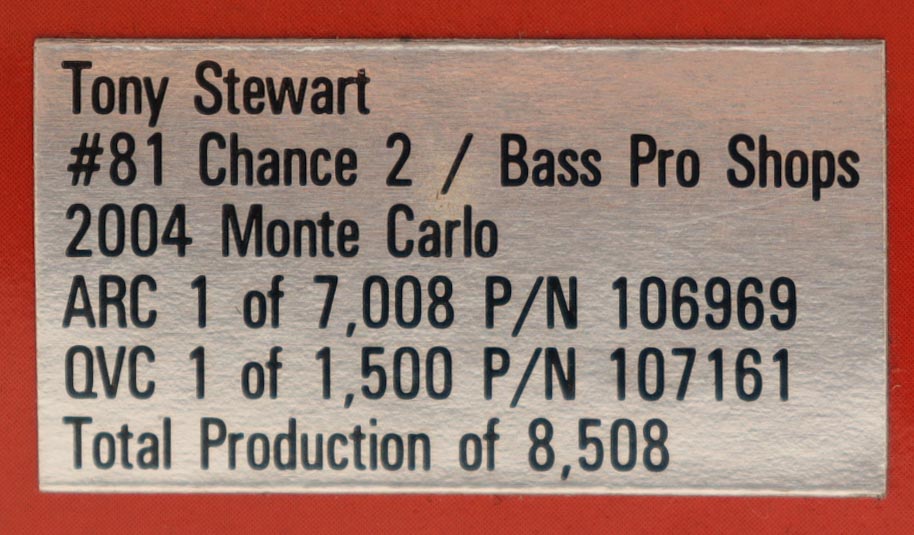 Tony Stewart
#81 Chance 2 / Bass Pro Shops
2004 Monte Carlo
ARC 1 of 7,008 P/N 106969
QVC 1 of 1,500 P/N 107161
Total Production of 8,508